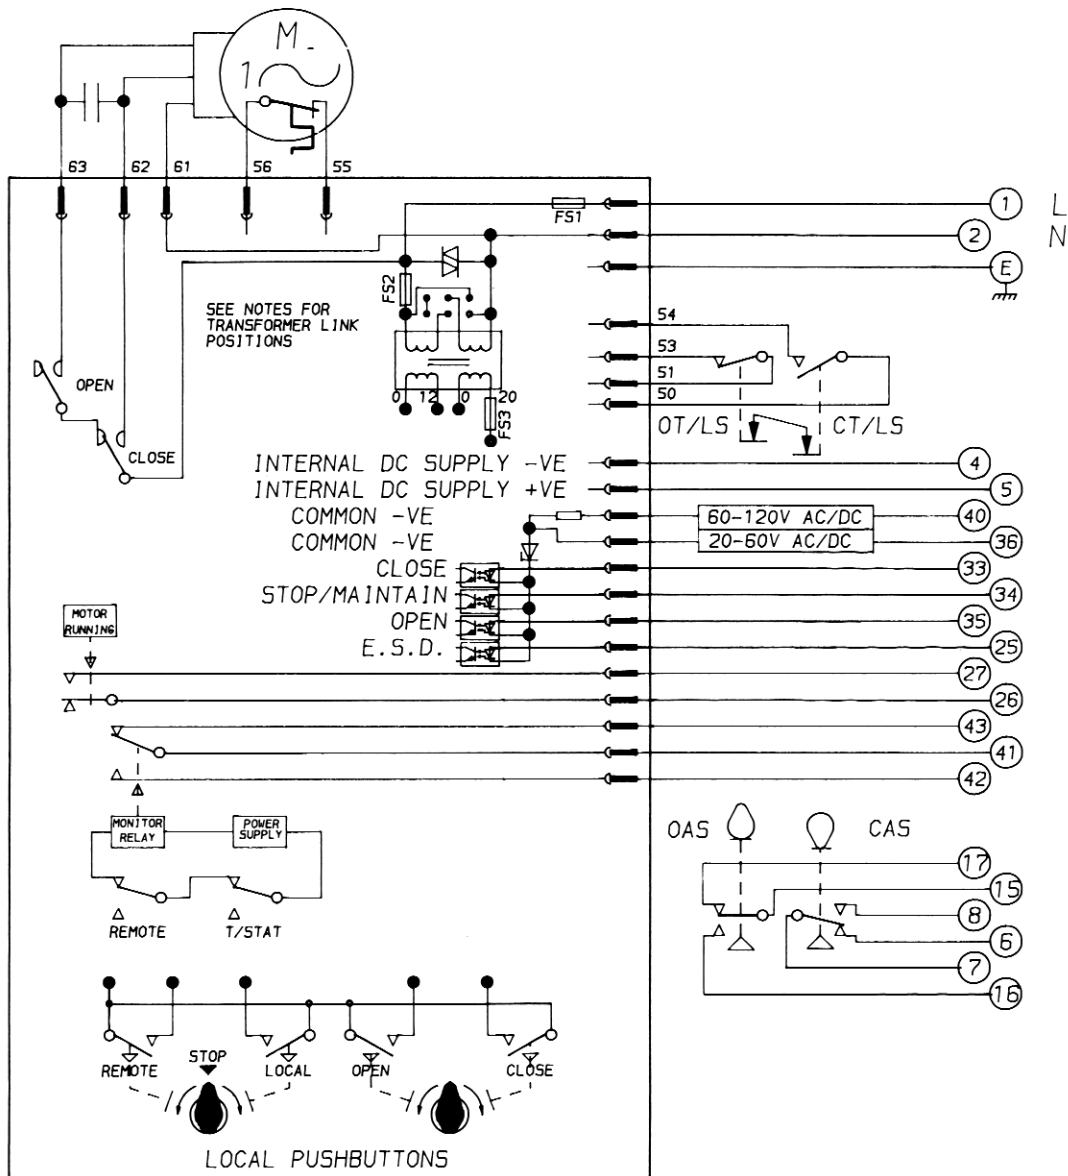 M-
1
63 62 61 56 55
FS1
1 L
2 N
E
FS2
SEE NOTES FOR
TRANSFORMER LINK
POSITIONS
54
53
51
50
0 12 0 20
FS3
OPEN
CLOSE
OT/LS CT/LS
INTERNAL DC SUPPLY -VE 4
INTERNAL DC SUPPLY +VE 5
COMMON -VE 60-120V AC/DC 40
COMMON -VE 20-60V AC/DC 36
CLOSE 33
STOP/MAINTAIN 34
OPEN 35
E.S.D. 25
MOTOR
RUNNING
27
26
43
41
42
MONITOR
RELAY
POWER
SUPPLY
REMOTE T/STAT
OAS CAS
17
15
8
6
7
16
STOP
REMOTE LOCAL OPEN CLOSE
LOCAL PUSHBUTTONS